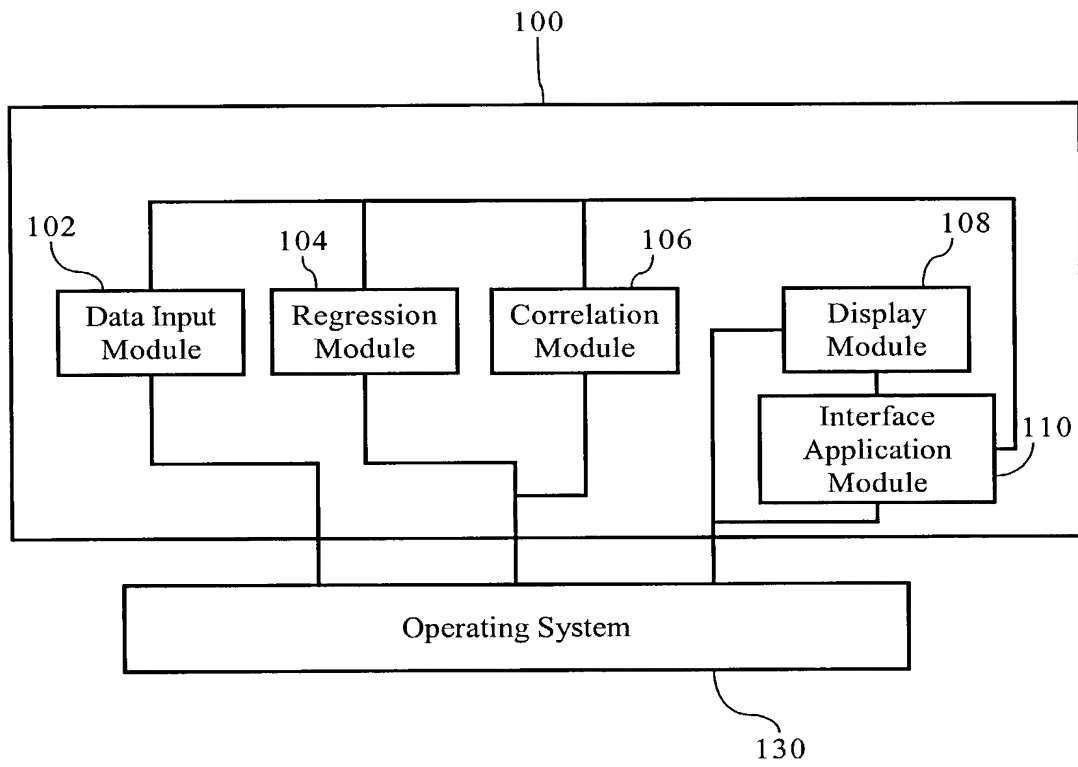 100
102
104
106
108
Data Input
Module
Regression
Module
Correlation
Module
Display
Module
Interface
Application
Module
110
Operating System
130